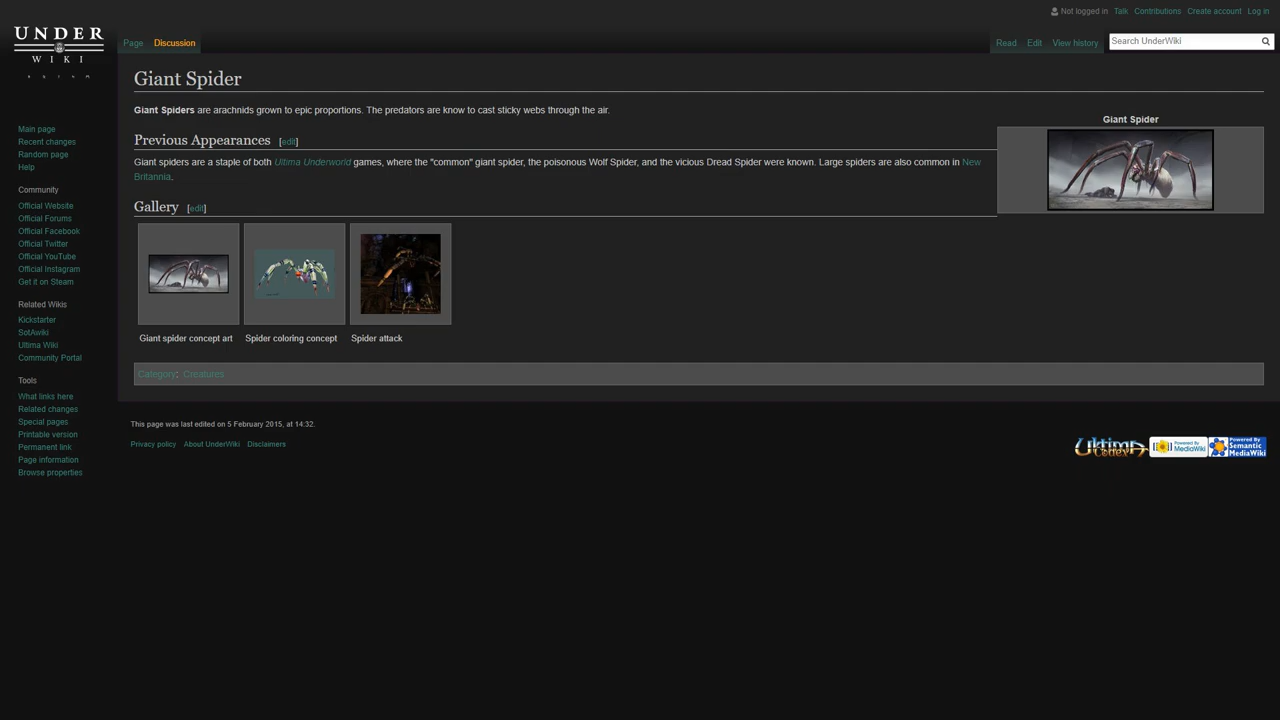 Not logged in Talk Contributions Create account Log in
UNDER
WIKI
Page Discussion
Read Edit View history
Search UnderWiki
Giant Spider
Giant Spiders are arachnids grown to epic proportions. The predators are know to cast sticky webs through the air.
Giant Spider
Previous Appearances [edit]
Giant spiders are a staple of both Ultima Underworld games, where the "common" giant spider, the poisonous Wolf Spider, and the vicious Dread Spider were known. Large spiders are also common in New
Britannia.
Gallery [edit]
Giant spider concept art
Spider coloring concept
Spider attack
Category: Creatures
Main page
Recent changes
Random page
Help
Community
Official Website
Official Forums
Official Facebook
Official Twitter
Official YouTube
Official Instagram
Get it on Steam
Related Wikis
Kickstarter
SotAwiki
Ultima Wiki
Community Portal
Tools
What links here
Related changes
Special pages
Printable version
Permanent link
Page information
Browse properties
This page was last edited on 5 February 2015, at 14:32.
Privacy policy About UnderWiki Disclaimers
Ultima
Codex
Powered By
MediaWiki
Powered by
Semantic
MediaWiki